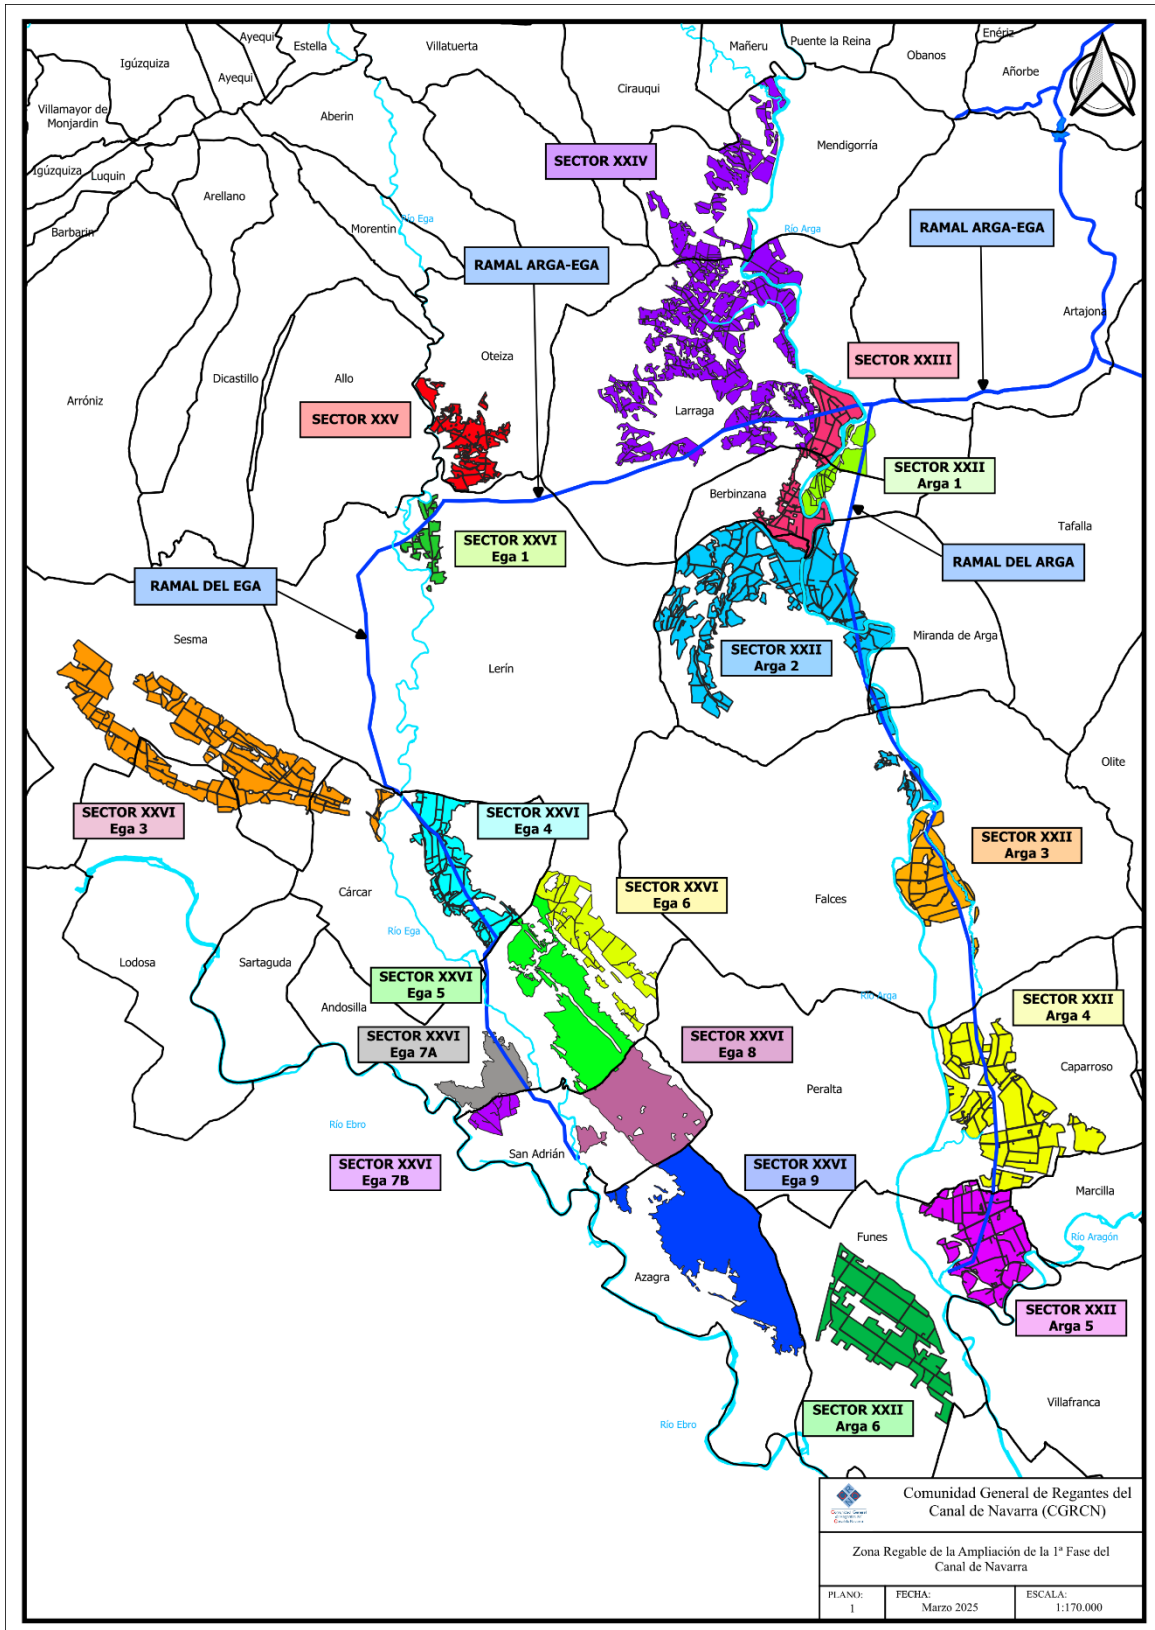 Ayequi
Enériz
Estella
Villatuerta
Mañeru
Puente la Reina
Igúzquiza
Obanos
Ayequi
Añorbe
Cirauqui
Villamayor de
Monjardin
Aberin
Mendigorría
SECTOR XXIV
Igúzquiza
Luquin
Arellano
Río Ega
Morentin
Río Arga
RAMAL ARGA-EGA
Barbarin
RAMAL ARGA-EGA
Artajona
Oteiza
SECTOR XXIII
Dicastillo
Allo
Arróniz
Larraga
SECTOR XXV
SECTOR XXII
Arga 1
Berbinzana
Tafalla
SECTOR XXVI
Ega 1
RAMAL DEL ARGA
RAMAL DEL EGA
Sesma
Miranda de Arga
SECTOR XXII
Arga 2
Lerín
Olite
SECTOR XXVI
Ega 3
SECTOR XXVI
Ega 4
SECTOR XXII
Arga 3
SECTOR XXVI
Ega 6
Cárcar
Falces
Río Ega
Lodosa
Sartaguda
SECTOR XXVI
Ega 5
Río Arga
Andosilla
SECTOR XXII
Arga 4
SECTOR XXVI
Ega 7A
SECTOR XXVI
Ega 8
Caparroso
Peralta
Río Ebro
San Adrián
SECTOR XXVI
Ega 7B
SECTOR XXVI
Ega 9
Marcilla
Funes
Río Aragón
Azagra
SECTOR XXII
Arga 5
Villafranca
SECTOR XXII
Arga 6
Río Ebro
Comunidad General de Regantes del
Canal de Navarra (CGRCN)
Comunidad General
de Regantes del
Canal de Navarra
Zona Regable de la Ampliación de la 1ª Fase del
Canal de Navarra
PLANO:
1
FECHA:
Marzo 2025
ESCALA:
1:170.000